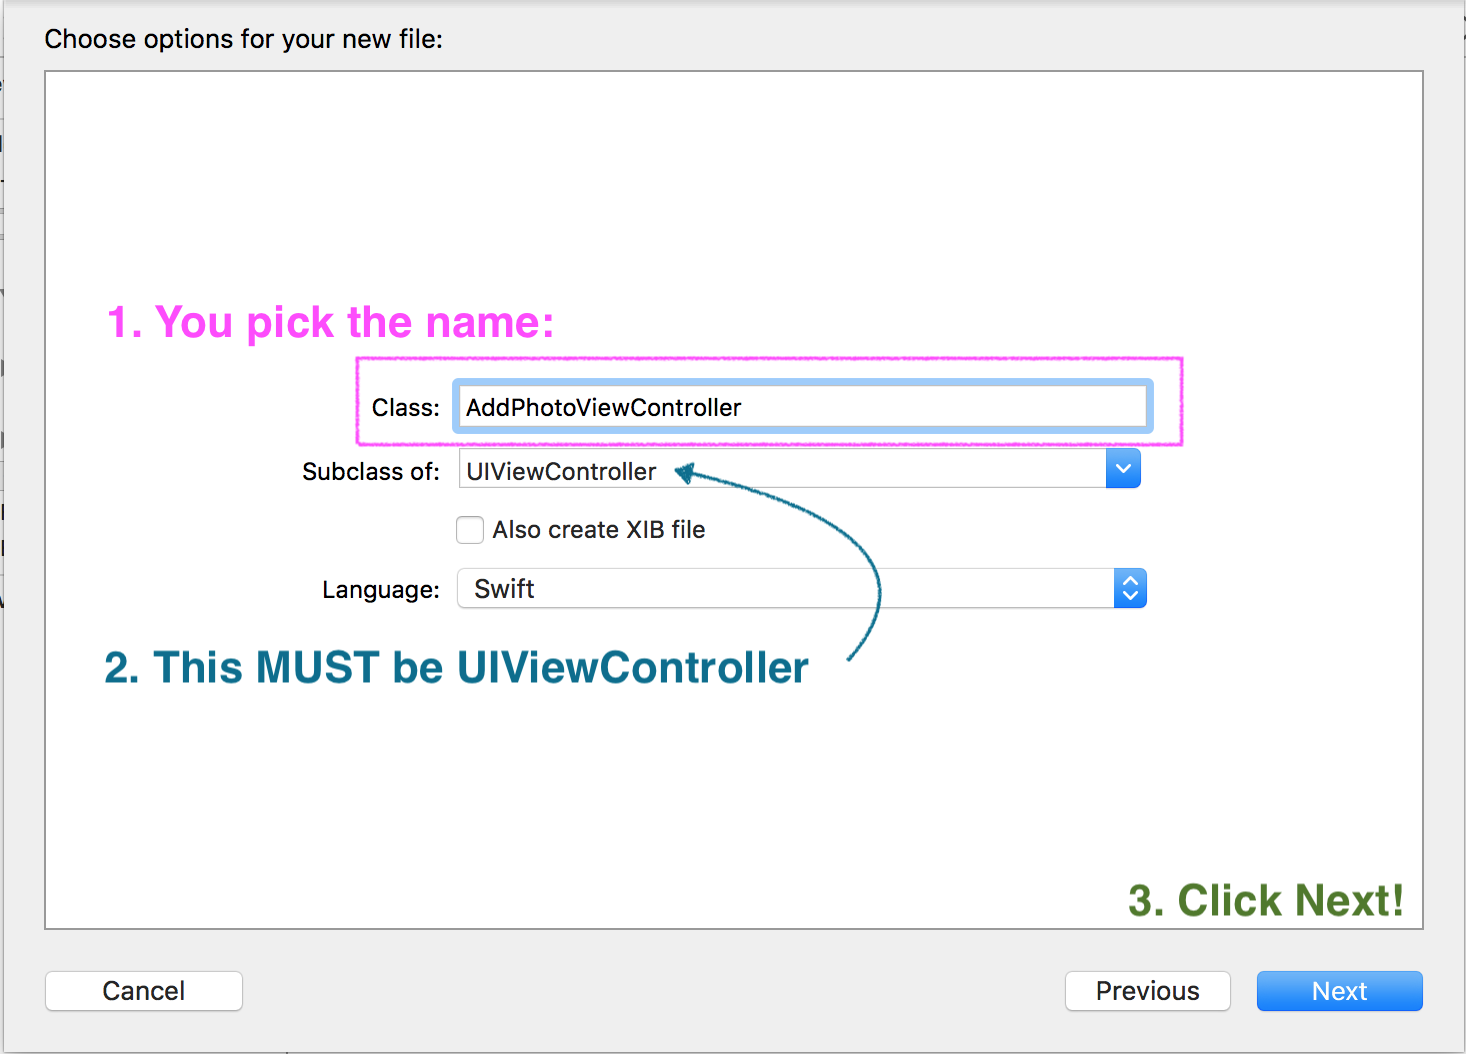 Choose options for your new file:
1. You pick the name:
Class: AddPhotoViewController
Subclass of: UIViewController
Also create XIB file
Language: Swift
2. This MUST be UIViewController
3. Click Next!
Cancel Previous Next